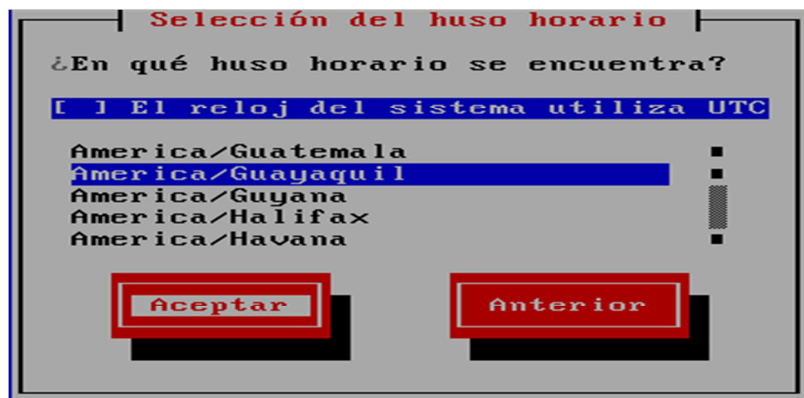 Selección del huso horario
¿En qué huso horario se encuentra?
[ ] El reloj del sistema utiliza UTC
America/Guatemala
America/Guayaquil
America/Guyana
America/Halifax
America/Havana
Aceptar Anterior